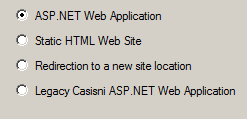 ASP.NET Web Application
Static HTML Web Site
Redirection to a new site location
Legacy Casisni ASP.NET Web Application